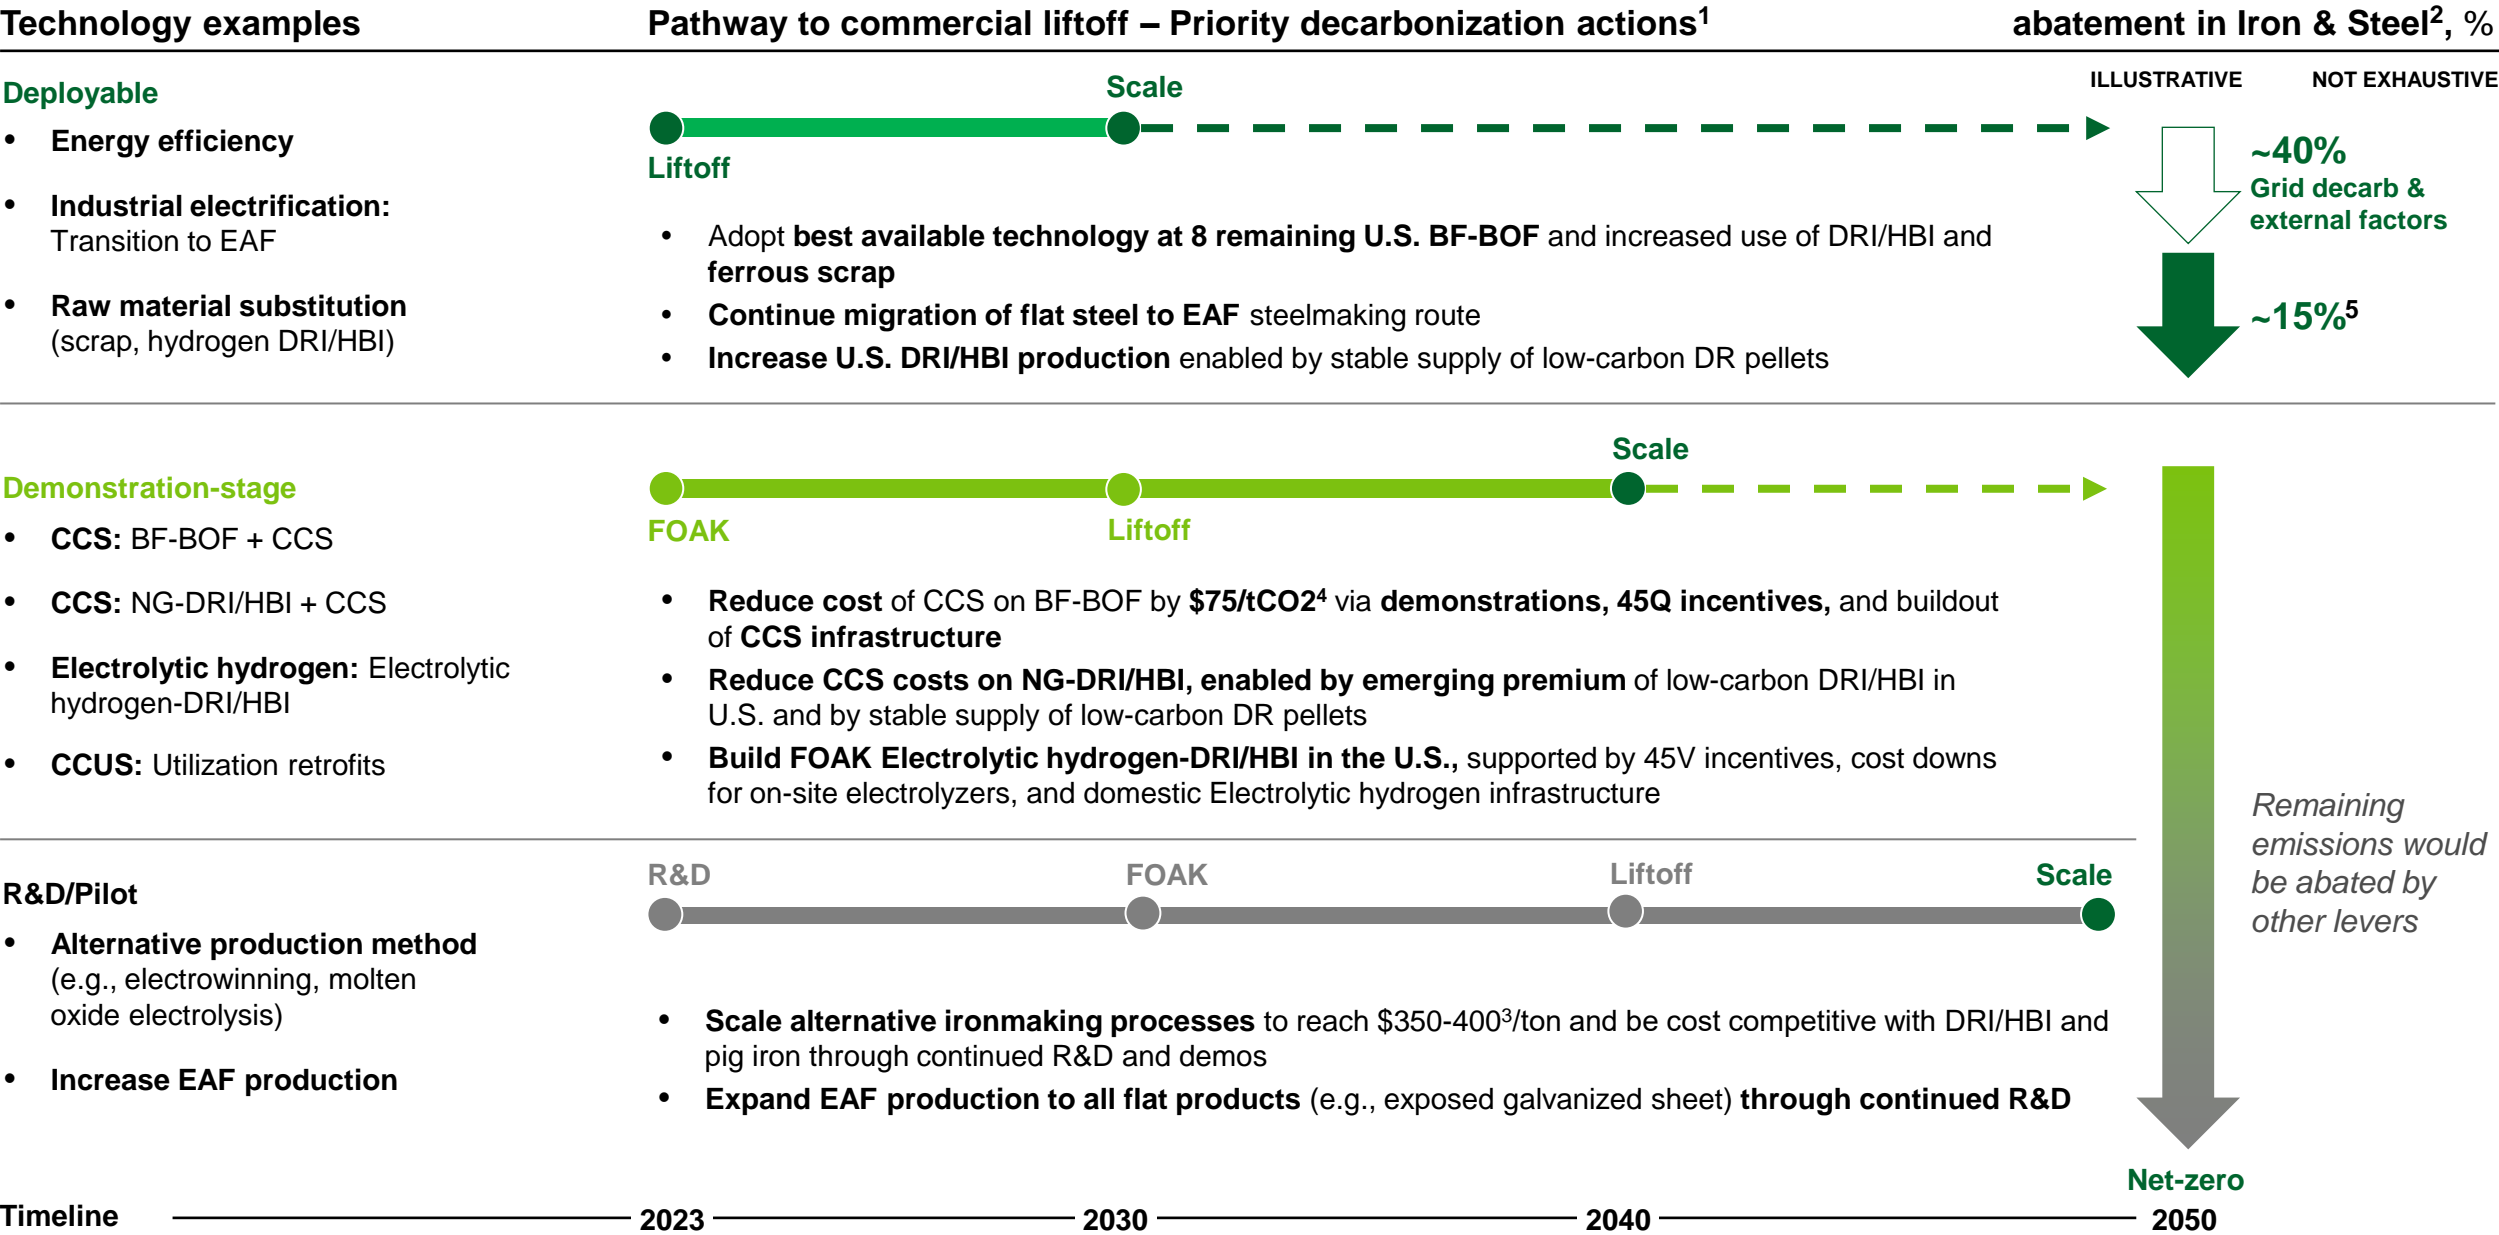 Technology examples
Pathway to commercial liftoff – Priority decarbonization actions¹
abatement in Iron & Steel², %
ILLUSTRATIVE
NOT EXHAUSTIVE
Deployable
• Energy efficiency
• Industrial electrification:
Transition to EAF
• Raw material substitution
(scrap, hydrogen DRI/HBI)
Scale
Liftoff
• Adopt best available technology at 8 remaining U.S. BF-BOF and increased use of DRI/HBI and
ferrous scrap
• Continue migration of flat steel to EAF steelmaking route
• Increase U.S. DRI/HBI production enabled by stable supply of low-carbon DR pellets
~40%
Grid decarb &
external factors
~15%⁵
Demonstration-stage
• CCS: BF-BOF + CCS
• CCS: NG-DRI/HBI + CCS
• Electrolytic hydrogen: Electrolytic
hydrogen-DRI/HBI
• CCUS: Utilization retrofits
Scale
FOAK
Liftoff
• Reduce cost of CCS on BF-BOF by $75/tCO2⁴ via demonstrations, 45Q incentives, and buildout
of CCS infrastructure
• Reduce CCS costs on NG-DRI/HBI, enabled by emerging premium of low-carbon DRI/HBI in
U.S. and by stable supply of low-carbon DR pellets
• Build FOAK Electrolytic hydrogen-DRI/HBI in the U.S., supported by 45V incentives, cost downs
for on-site electrolyzers, and domestic Electrolytic hydrogen infrastructure
Remaining
emissions would
be abated by
other levers
R&D/Pilot
• Alternative production method
(e.g., electrowinning, molten
oxide electrolysis)
• Increase EAF production
R&D
FOAK
Liftoff
Scale
• Scale alternative ironmaking processes to reach $350-400³/ton and be cost competitive with DRI/HBI and
pig iron through continued R&D and demos
• Expand EAF production to all flat products (e.g., exposed galvanized sheet) through continued R&D
Net-zero
Timeline
2023
2030
2040
2050